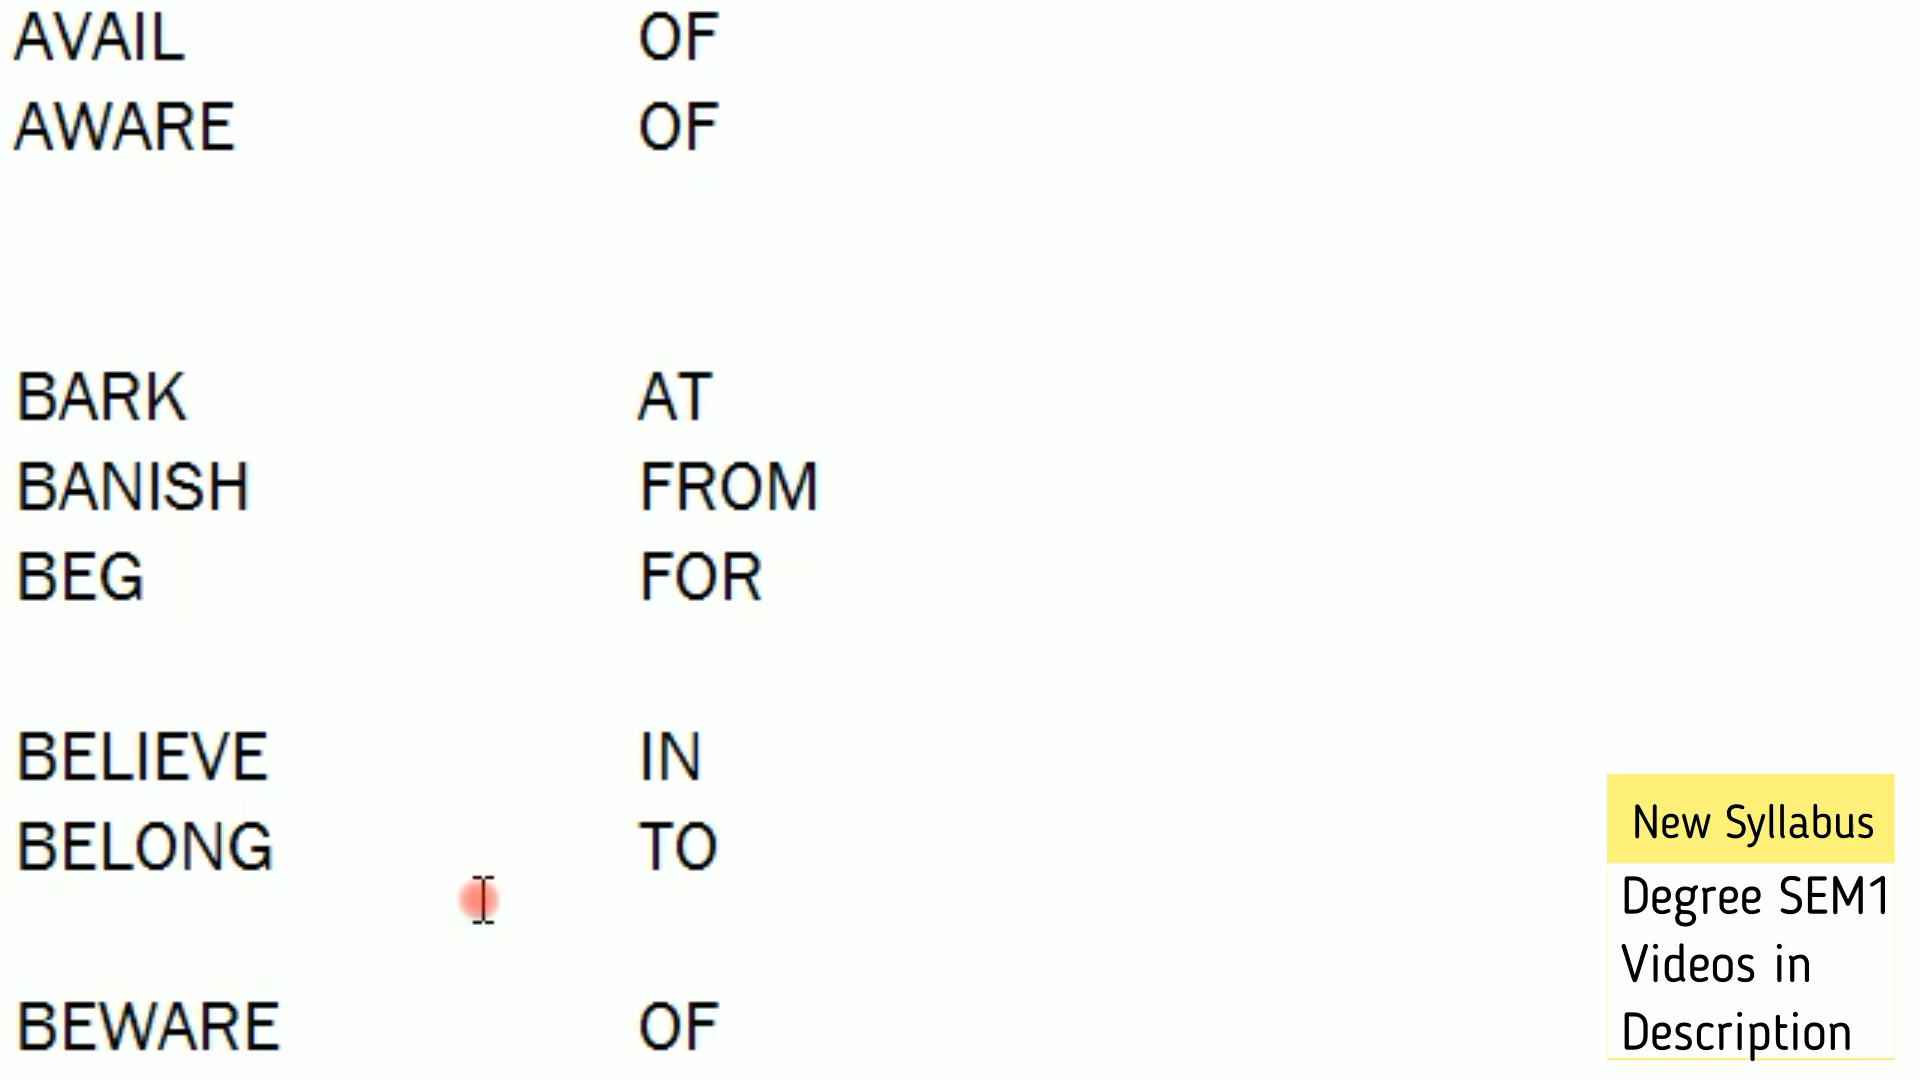 AVAIL OF
AWARE OF
BARK AT
BANISH FROM
BEG FOR
BELIEVE IN
BELONG TO
BEWARE OF
New Syllabus
Degree SEM1
Videos in
Description